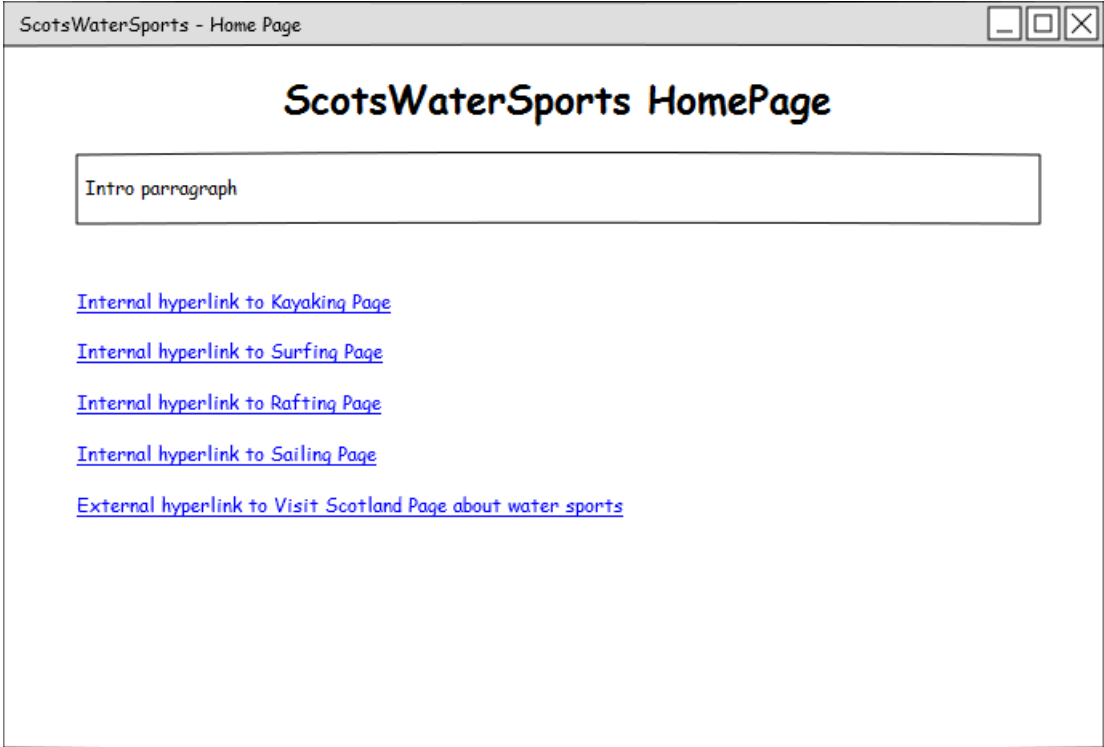 ScotsWaterSports - Home Page
ScotsWaterSports HomePage
Intro parragraph
Internal hyperlink to Kayaking Page
Internal hyperlink to Surfing Page
Internal hyperlink to Rafting Page
Internal hyperlink to Sailing Page
External hyperlink to Visit Scotland Page about water sports